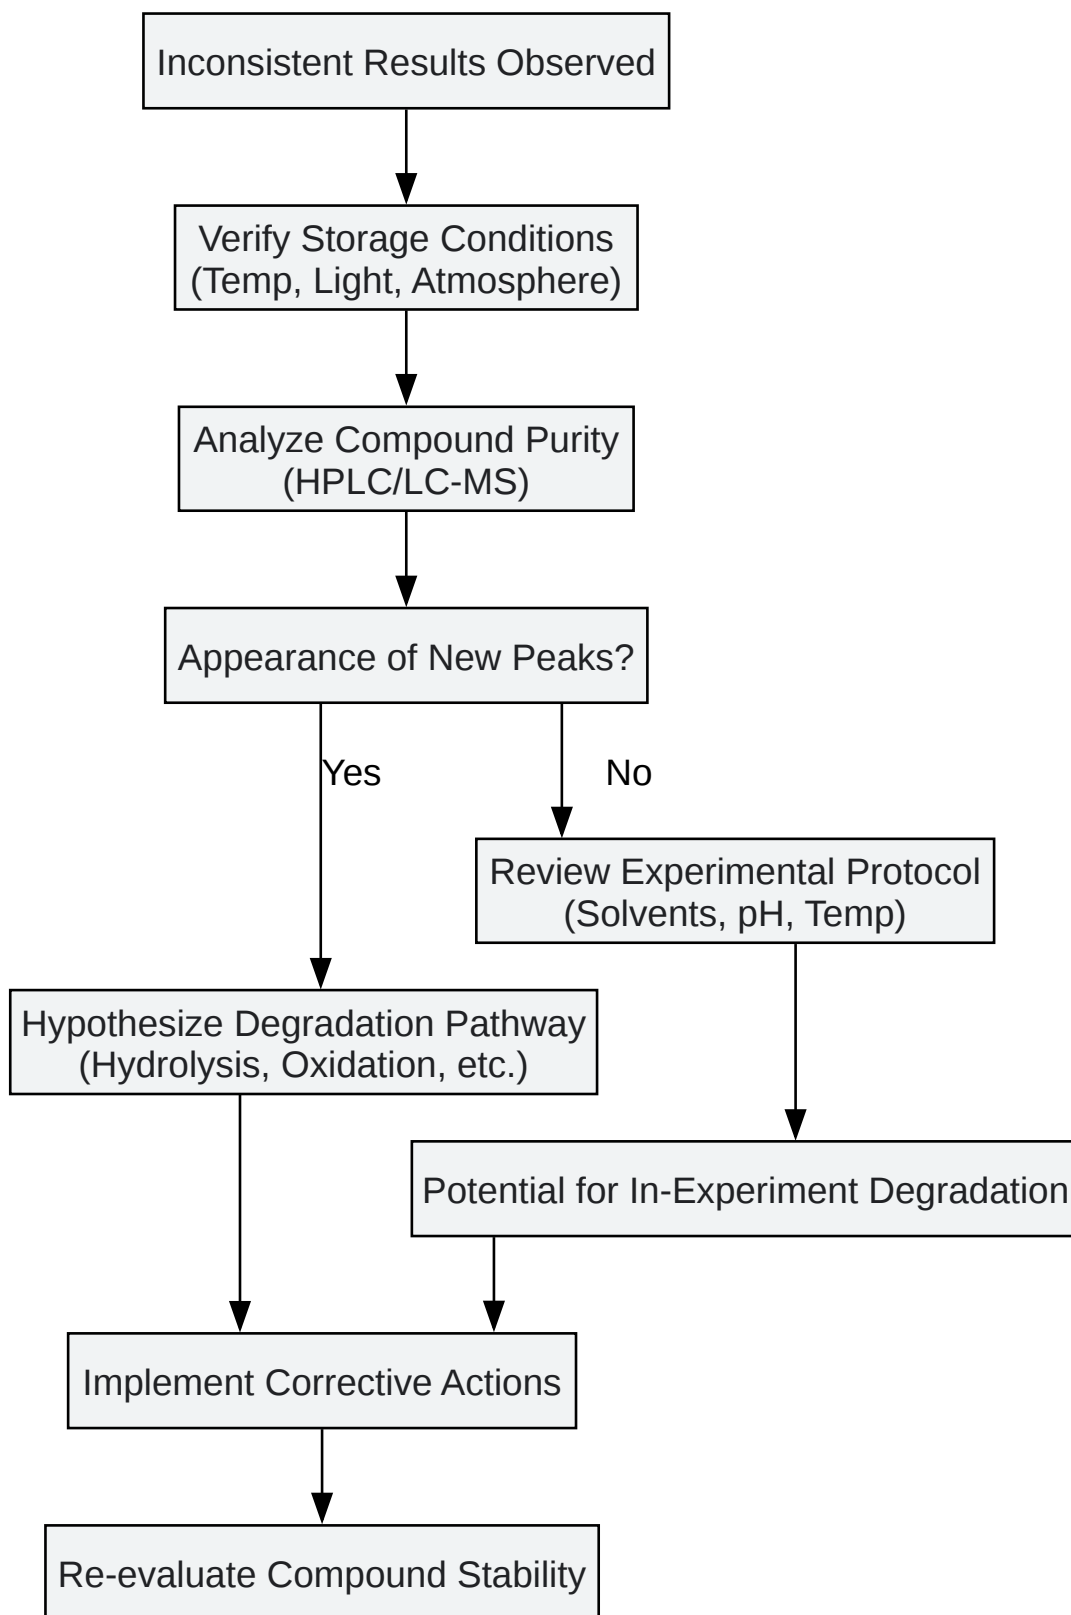 Inconsistent Results Observed
Verify Storage Conditions
(Temp, Light, Atmosphere)
Analyze Compound Purity
(HPLC/LC-MS)
Appearance of New Peaks?
Yes
No
Review Experimental Protocol
(Solvents, pH, Temp)
Hypothesize Degradation Pathway
(Hydrolysis, Oxidation, etc.)
Potential for In-Experiment Degradation
Implement Corrective Actions
Re-evaluate Compound Stability